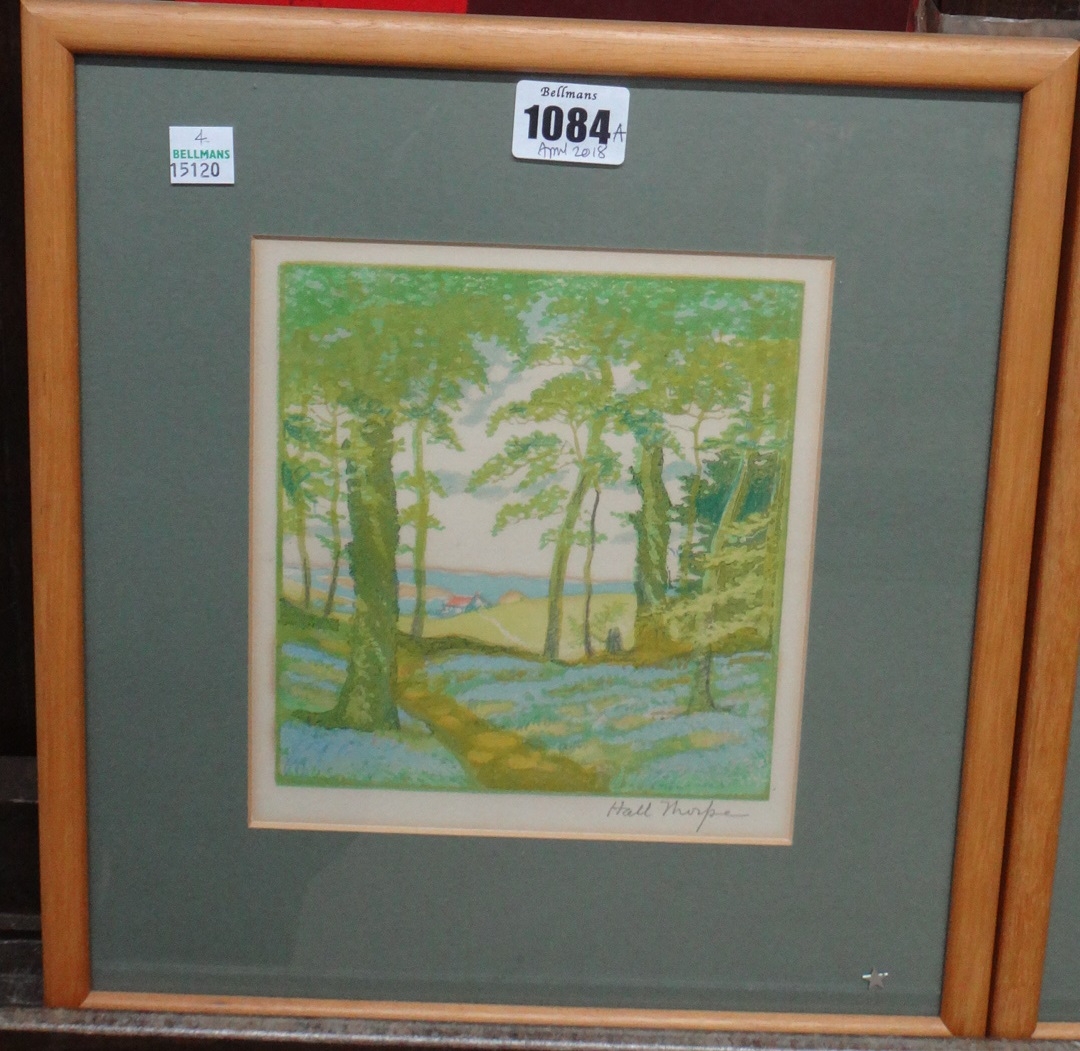 Bellmans
1084A
April 2018
4
BELLMANS
15120
Hall Thorpe